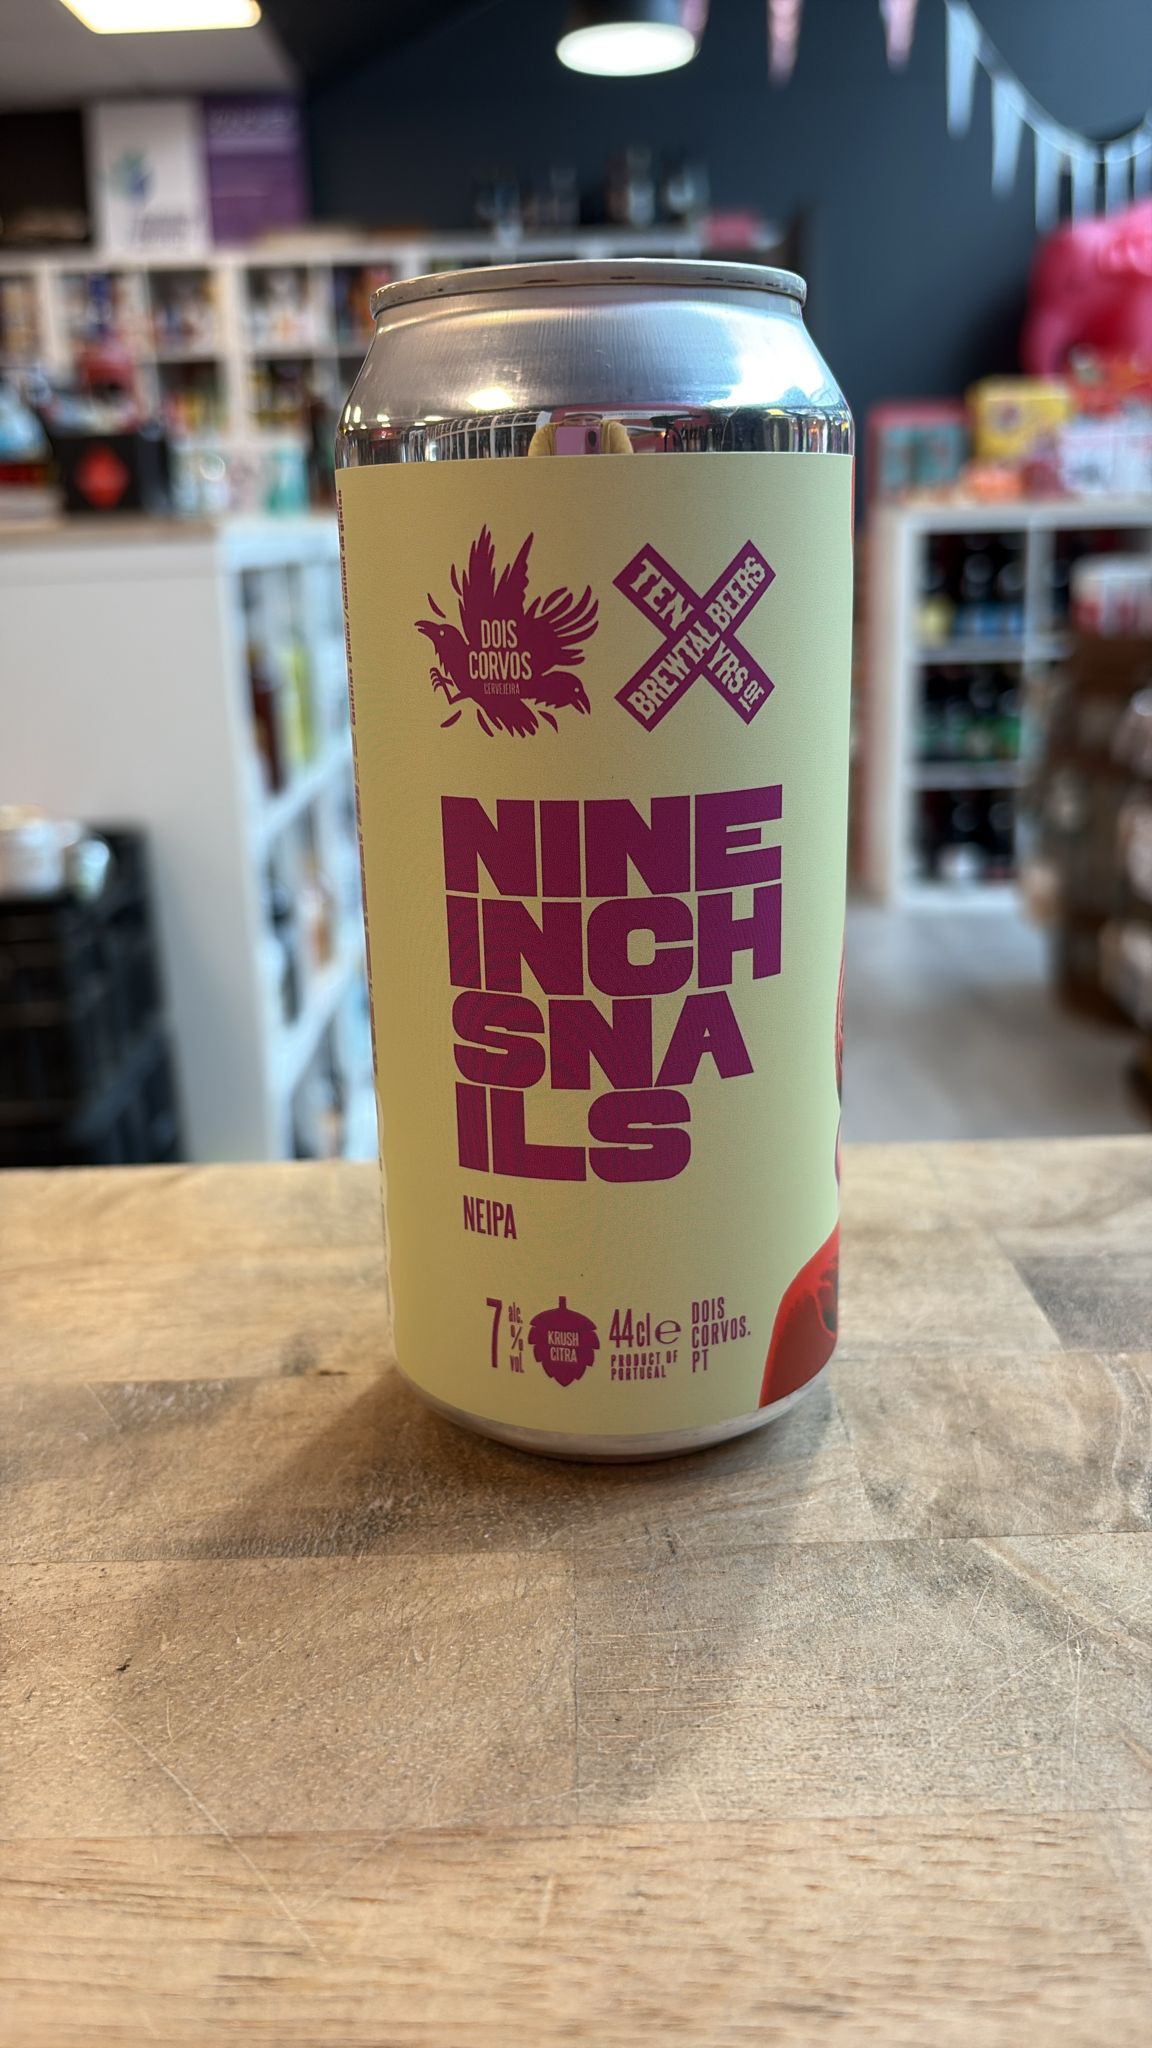 DOIS
CORVOS
CERVEJEIRA
TEN YRS OF
BREWTAL BEERS
NINE
INCH
SNA
ILS
NEIPA
7 alc. % vol.
KRUSH
CITRA
44cl e
PRODUCT OF
PORTUGAL
DOIS
CORVOS.
PT